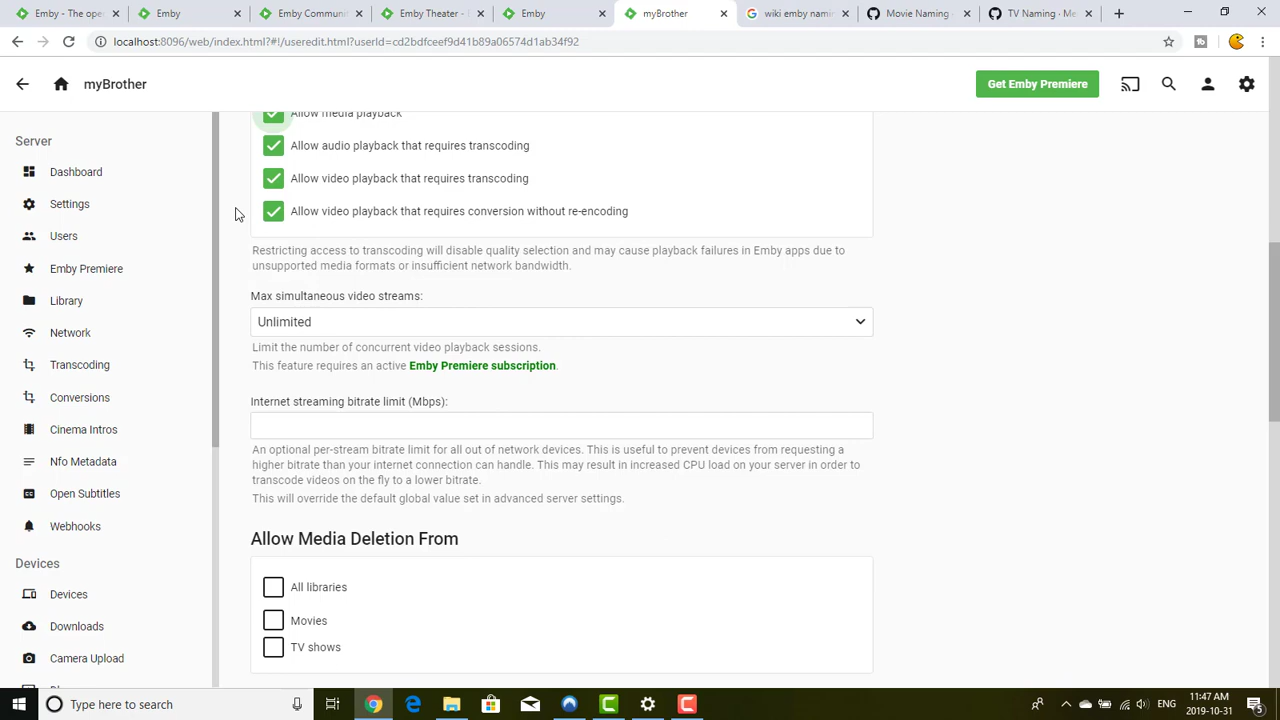 Emby - The open
Emby
Emby Commun
Emby Theater - J
Emby
myBrother
wiki emby nami
Movie Naming
TV Naming · Me
localhost:8096/web/index.html?#!/useredit.html?userId=cd2bdfceef9d41b89a06574d1ab34f92
myBrother
Get Emby Premiere
Server
Dashboard
Settings
Users
Emby Premiere
Library
Network
Transcoding
Conversions
Cinema Intros
Nfo Metadata
Open Subtitles
Webhooks
Devices
Devices
Downloads
Camera Upload
Allow media playback
Allow audio playback that requires transcoding
Allow video playback that requires transcoding
Allow video playback that requires conversion without re-encoding
Restricting access to transcoding will disable quality selection and may cause playback failures in Emby apps due to
unsupported media formats or insufficient network bandwidth.
Max simultaneous video streams:
Unlimited
Limit the number of concurrent video playback sessions.
This feature requires an active Emby Premiere subscription.
Internet streaming bitrate limit (Mbps):
An optional per-stream bitrate limit for all out of network devices. This is useful to prevent devices from requesting a
higher bitrate than your internet connection can handle. This may result in increased CPU load on your server in order to
transcode videos on the fly to a lower bitrate.
This will override the default global value set in advanced server settings.
Allow Media Deletion From
All libraries
Movies
TV shows
Type here to search
ENG
11:47 AM
2019-10-31